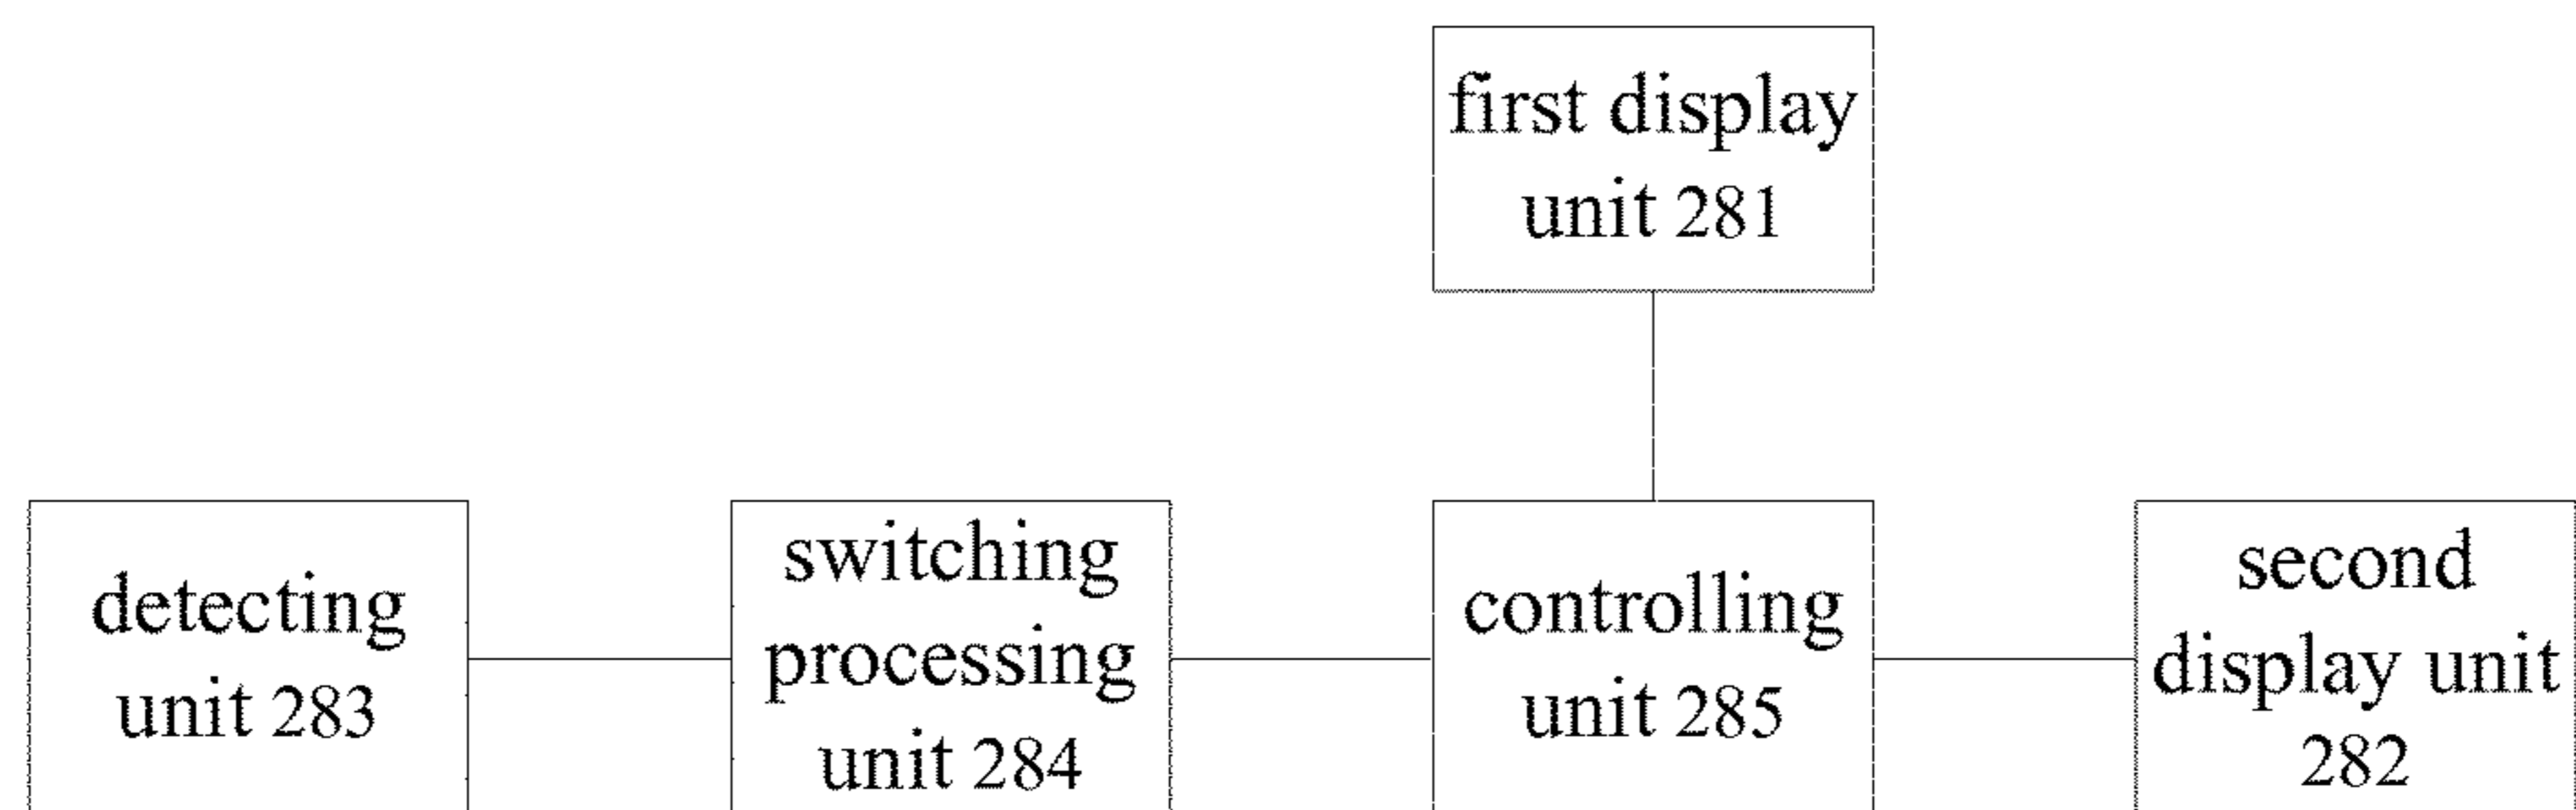 first display
unit 281
detecting
unit 283
switching
processing
unit 284
controlling
unit 285
second
display unit
282